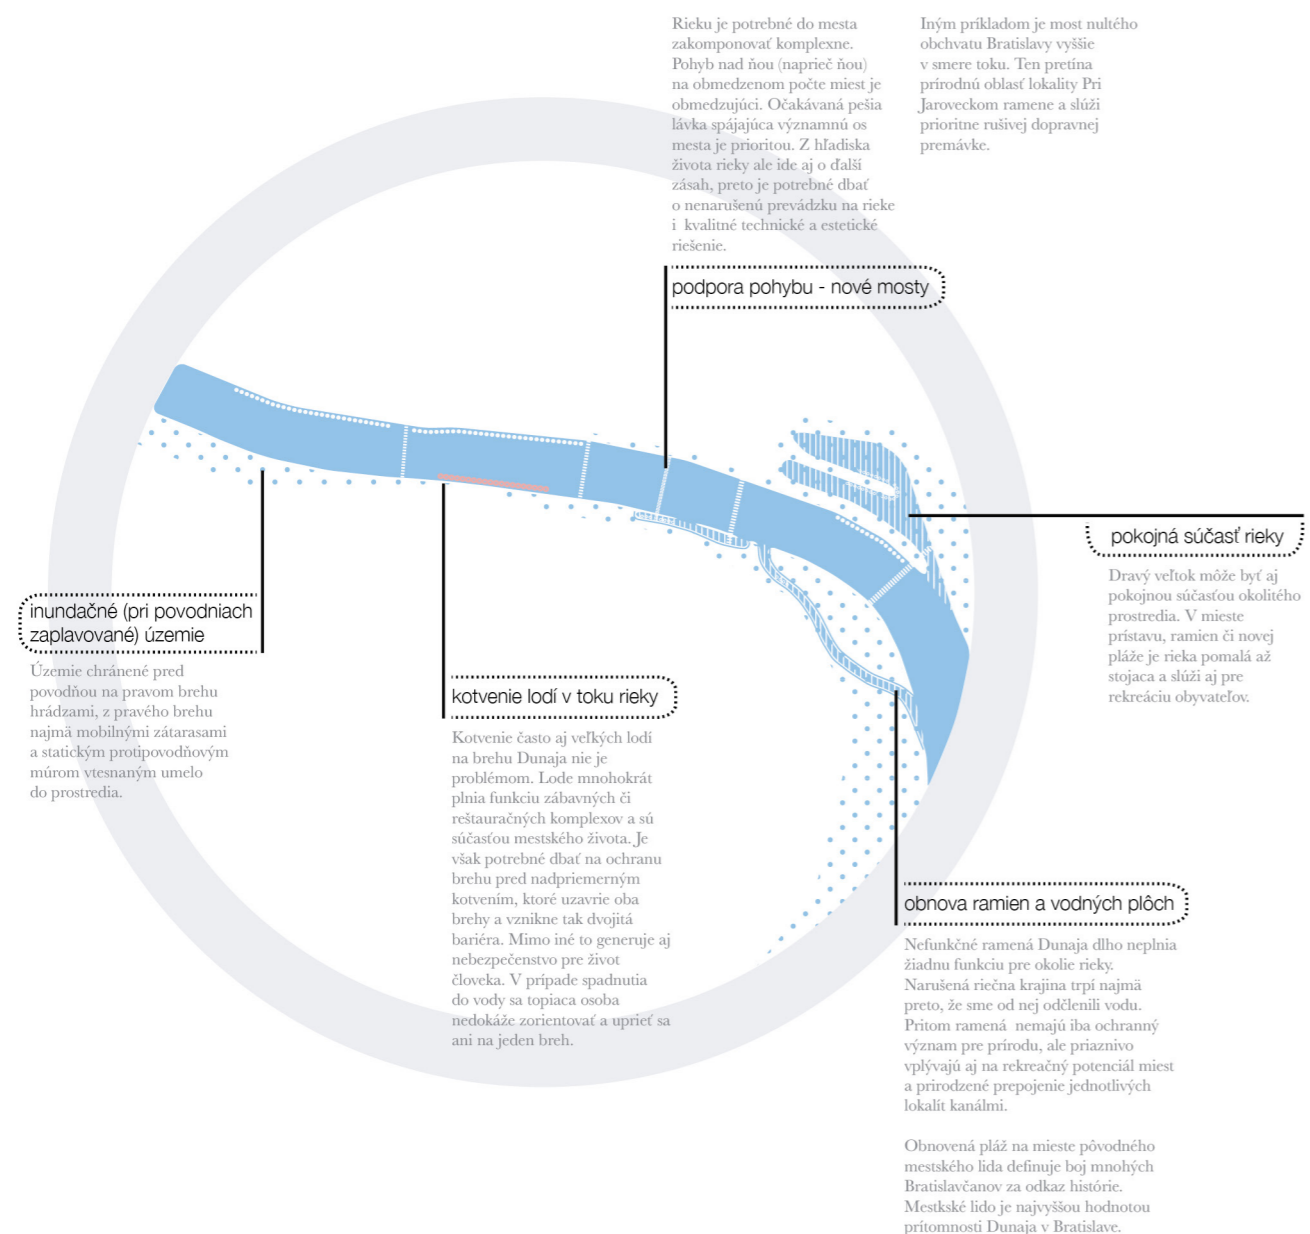 Rieku je potrebné do mesta
zakomponovať komplexne.
Pohyb nad ňou (naprieč ňou)
na obmedzenom počte miest je
obmedzujúci. Očakávaná pešia
lávka spájajúca významnú os
mesta je prioritou. Z hľadiska
života rieky ale ide aj o ďalší
zásah, preto je potrebné dbať
o nenarušenú prevádzku na rieke
i kvalitné technické a estetické
riešenie.
Iným príkladom je most nultého
obchvatu Bratislavy vyššie
v smere toku. Ten pretína
prírodnú oblasť lokality Pri
Jaroveckom ramene a slúži
prioritne rušivej dopravnej
premávke.
podpora pohybu - nové mosty
pokojná súčasť rieky
Dravý veľtok môže byť aj
pokojnou súčasťou okolitého
prostredia. V mieste
prístavu, ramien či novej
pláže je rieka pomalá až
stojaca a slúži aj pre
rekreáciu obyvateľov.
inundačné (pri povodniach
zaplavované) územie
Územie chránené pred
povodňou na pravom brehu
hrádzami, z pravého brehu
najmä mobilnými zátarasami
a statickým protipovodňovým
múrom vtesnaným umelo
do prostredia.
kotvenie lodí v toku rieky
Kotvenie často aj veľkých lodí
na brehu Dunaja nie je
problémom. Lode mnohokrát
plnia funkciu zábavných či
reštauračných komplexov a sú
súčasťou mestského života. Je
však potrebné dbať na ochranu
brehu pred nadpriemerným
kotvením, ktoré uzavrie oba
brehy a vznikne tak dvojitá
bariéra. Mimo iné to generuje aj
nebezpečenstvo pre život
človeka. V prípade spadnutia
do vody sa topiaca osoba
nedokáže zorientovať a uprieť sa
ani na jeden breh.
obnova ramien a vodných plôch
Nefunkčné ramená Dunaja dlho neplnia
žiadnu funkciu pre okolie rieky.
Narušená riečna krajina trpí najmä
preto, že sme od nej odčlenili vodu.
Pritom ramená nemajú iba ochranný
význam pre prírodu, ale priaznivo
vplývajú aj na rekreačný potenciál miest
a prirodzené prepojenie jednotlivých
lokalít kanálmi.
Obnovená pláž na mieste pôvodného
mestského lida definuje boj mnohých
Bratislavčanov za odkaz histórie.
Mestkské lido je najvyššou hodnotou
prítomnosti Dunaja v Bratislave.